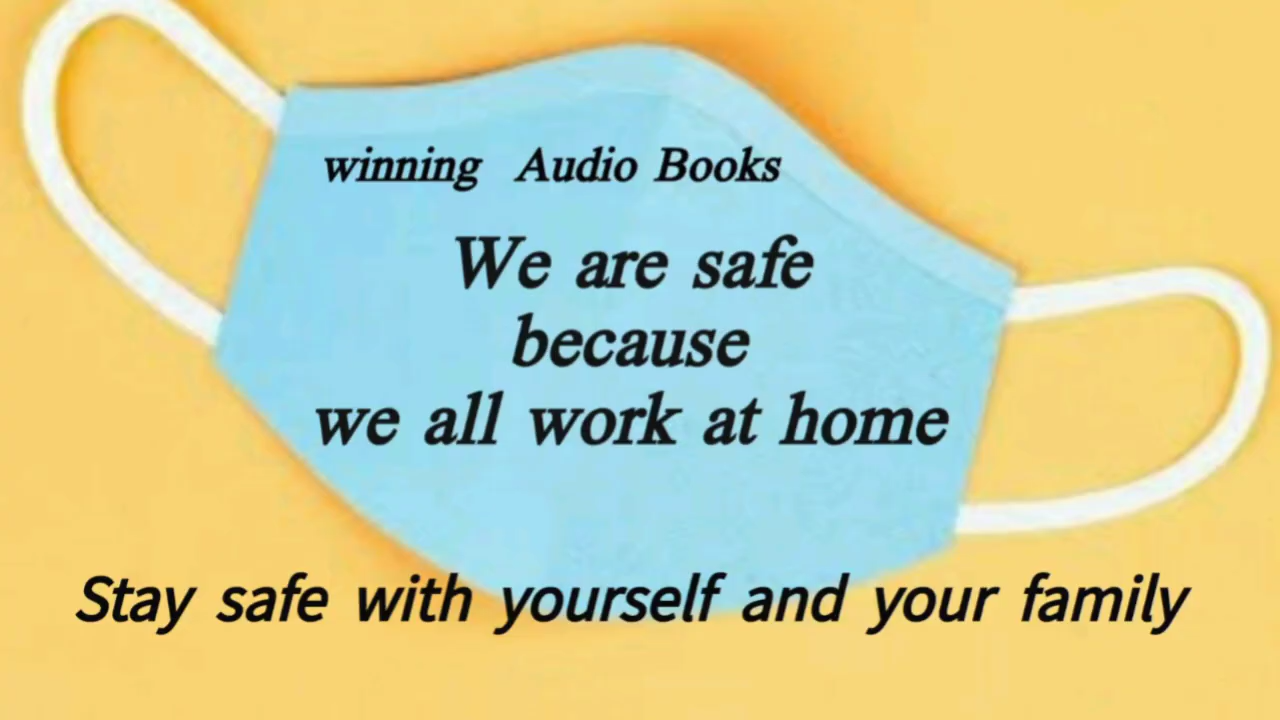 winning Audio Books
We are safe
because
we all work at home
Stay safe with yourself and your family